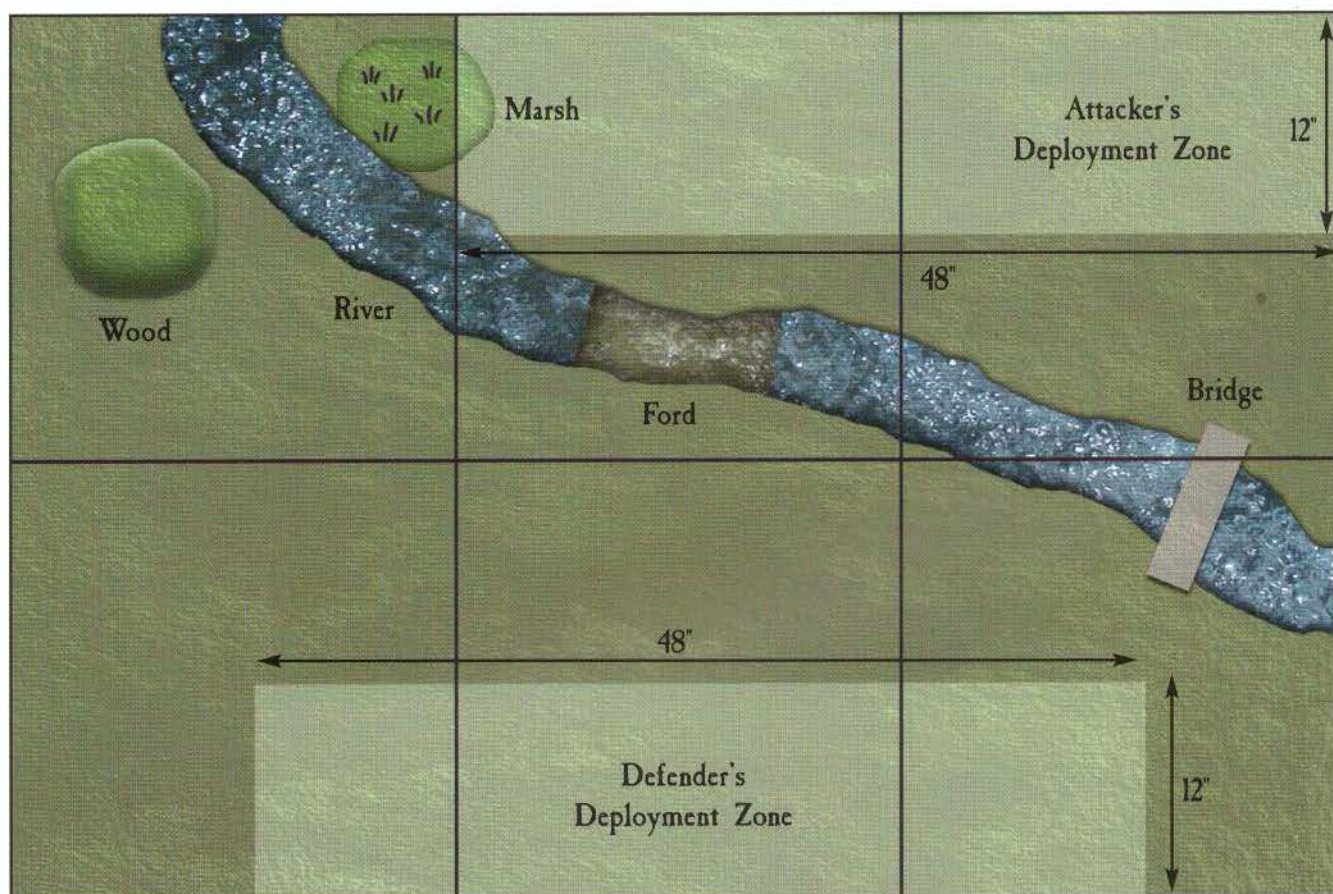 Marsh
Attacker's
Deployment Zone
12"
48"
Wood
River
Ford
Bridge
48"
Defender's
Deployment Zone
12"